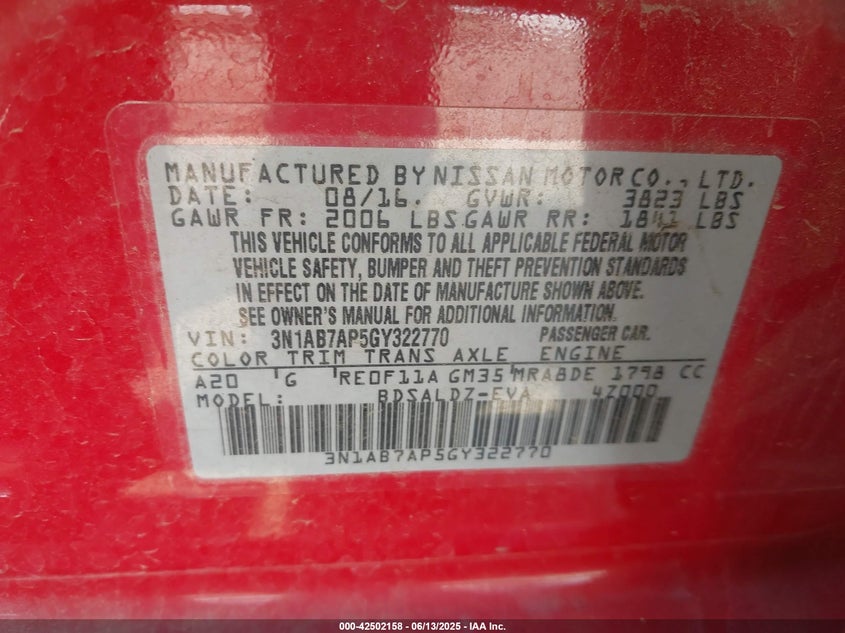 MANUFACTURED BY NISSAN MOTOR CO., LTD.
DATE: 08/16. GVWR: 3823 LBS
GAWR FR: 2006 LBS GAWR RR: 1841 LBS
THIS VEHICLE CONFORMS TO ALL APPLICABLE FEDERAL MOTOR
VEHICLE SAFETY, BUMPER AND THEFT PREVENTION STANDARDS
IN EFFECT ON THE DATE OF MANUFACTURE SHOWN ABOVE.
SEE OWNER'S MANUAL FOR ADDITIONAL INFORMATION.
VIN: 3N1AB7AP5GY322770 PASSENGER CAR.
COLOR TRIM TRANS AXLE ENGINE
A20 G RE0F11A GM35 MRA8DE 1798 CC
MODEL: BDSALDZ-EVA 4Z000
3N1AB7AP5GY322770
000-42502158 - 06/13/2025 - IAA Inc.